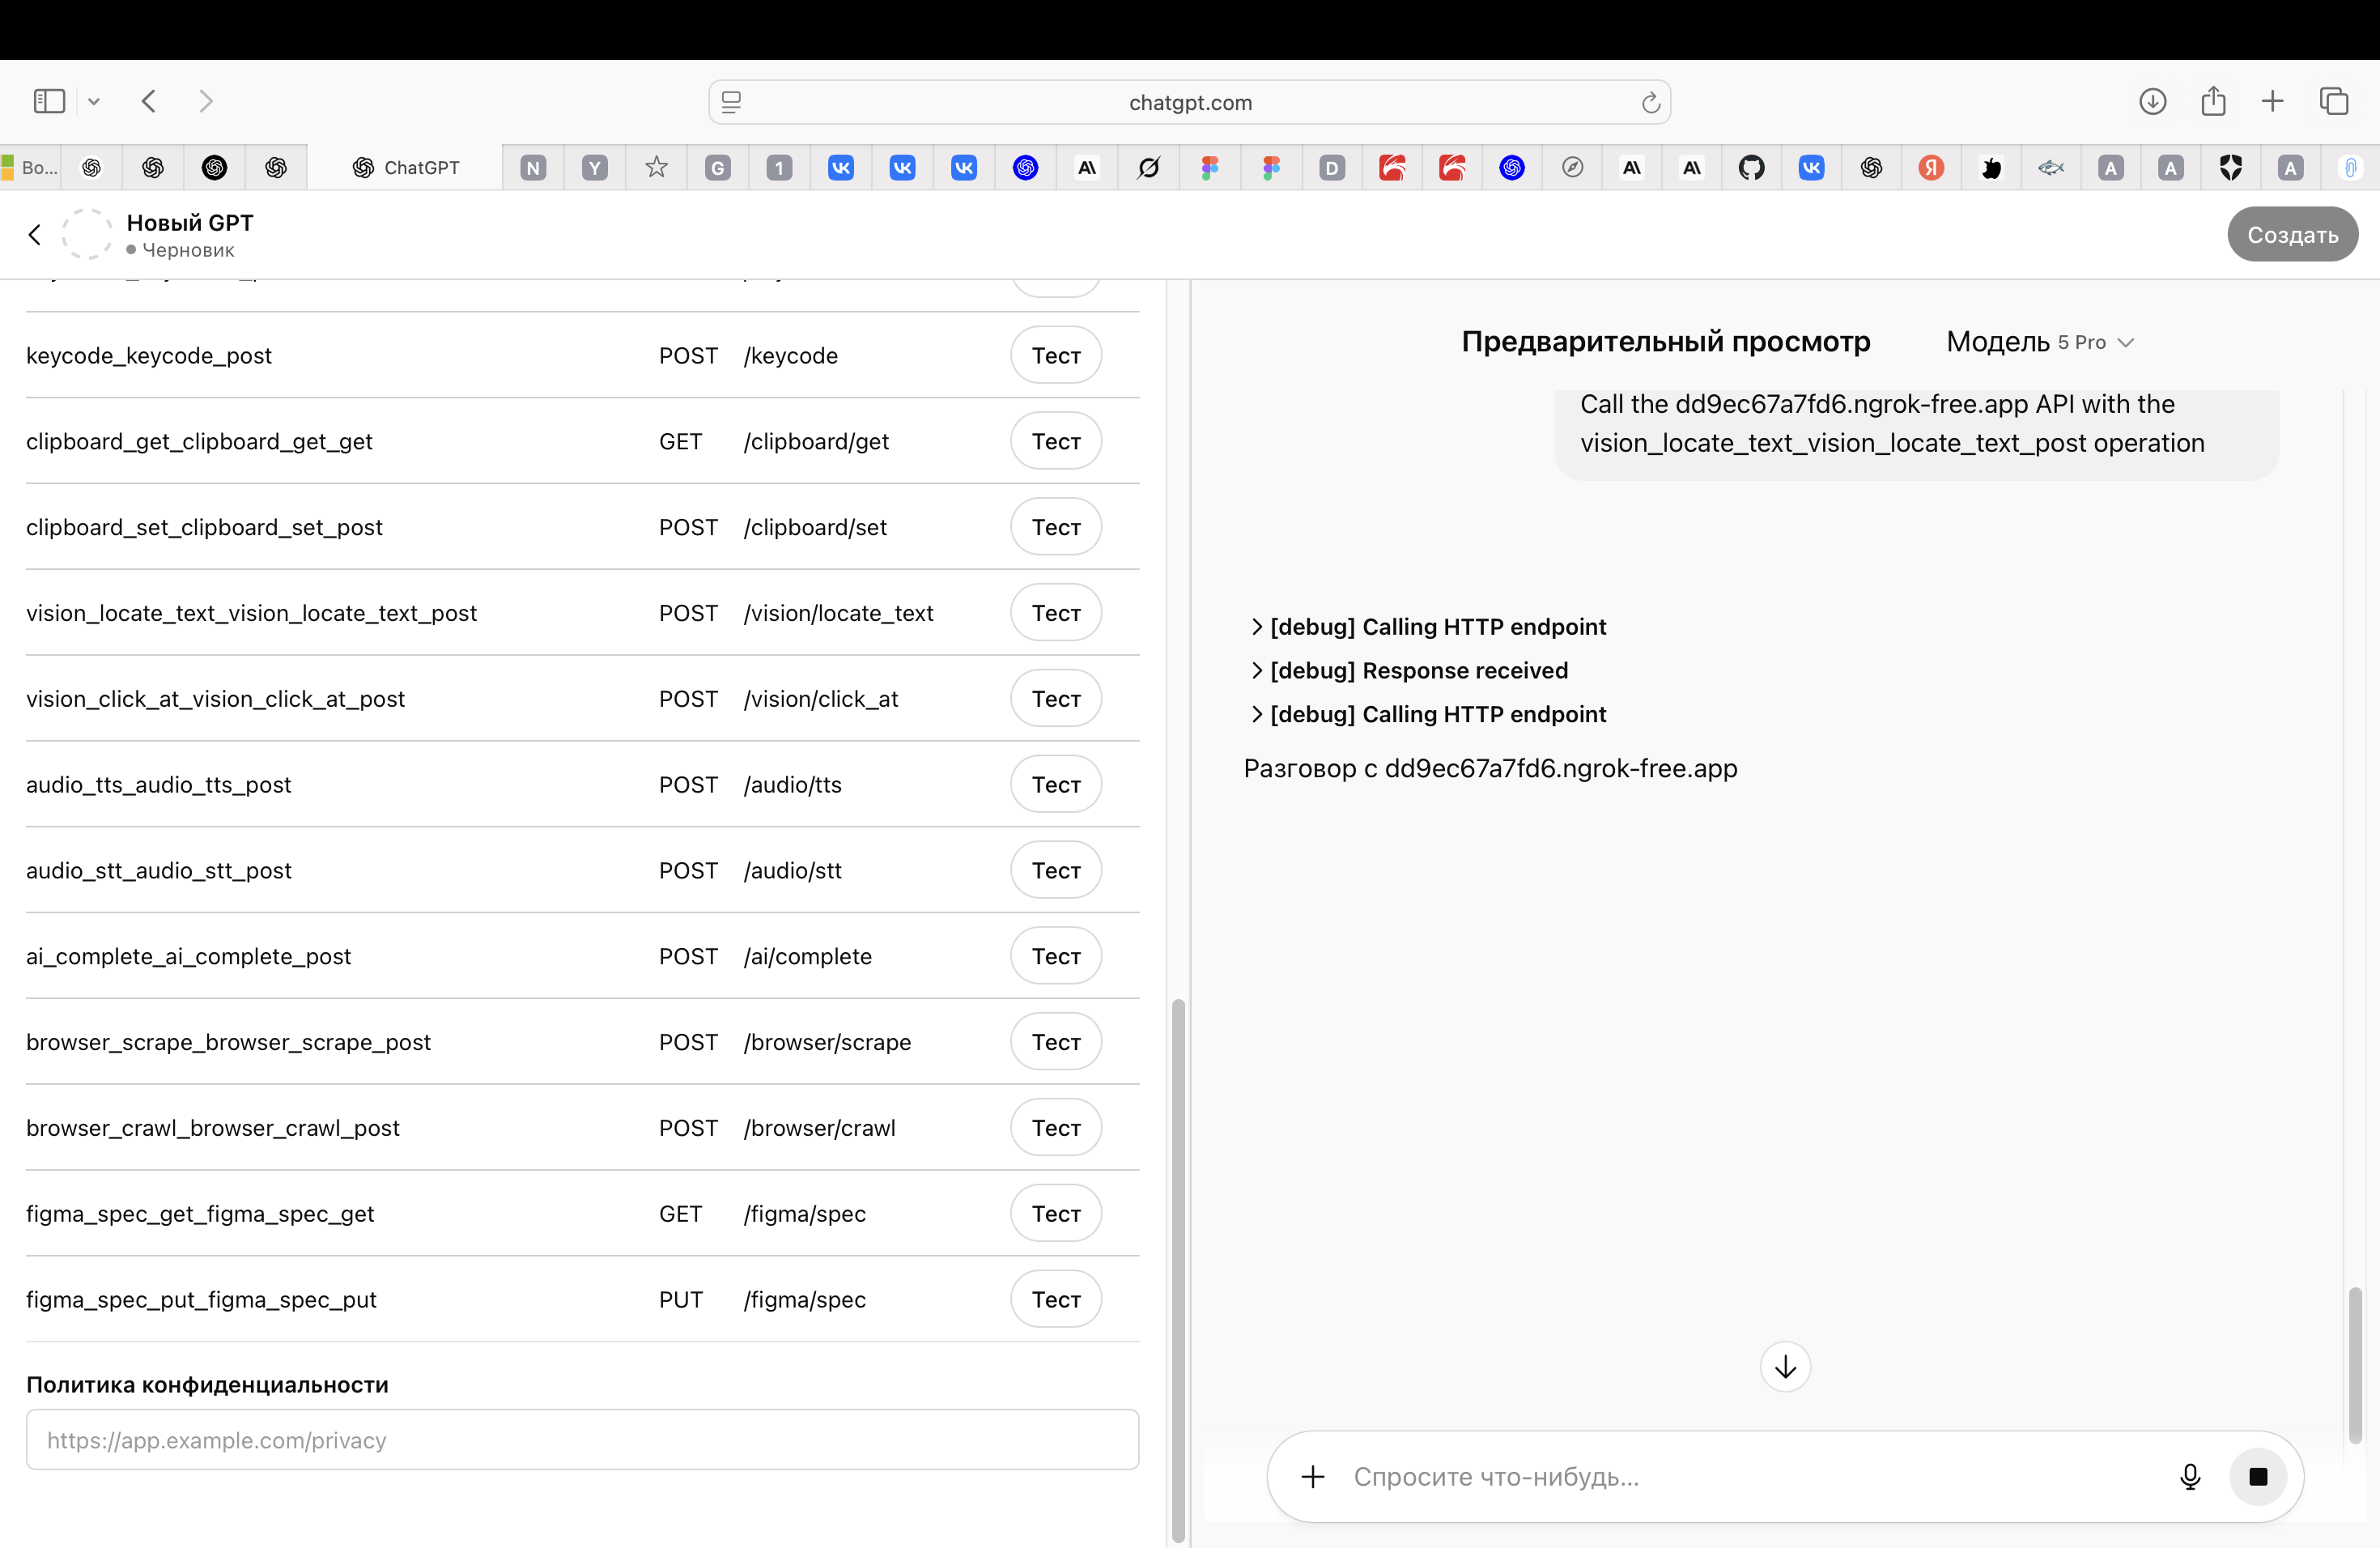 chatgpt.com
Bo...
ChatGPT
N
Y
G
1
VK
VK
VK
D
VK
Я
A
A
A
Новый GPT
Черновик
Создать
keycode_keycode_post POST /keycode Тест
clipboard_get_clipboard_get_get GET /clipboard/get Тест
clipboard_set_clipboard_set_post POST /clipboard/set Тест
vision_locate_text_vision_locate_text_post POST /vision/locate_text Тест
vision_click_at_vision_click_at_post POST /vision/click_at Тест
audio_tts_audio_tts_post POST /audio/tts Тест
audio_stt_audio_stt_post POST /audio/stt Тест
ai_complete_ai_complete_post POST /ai/complete Тест
browser_scrape_browser_scrape_post POST /browser/scrape Тест
browser_crawl_browser_crawl_post POST /browser/crawl Тест
figma_spec_get_figma_spec_get GET /figma/spec Тест
figma_spec_put_figma_spec_put PUT /figma/spec Тест
Политика конфиденциальности
https://app.example.com/privacy
Предварительный просмотр Модель 5 Pro
Call the dd9ec67a7fd6.ngrok-free.app API with the
vision_locate_text_vision_locate_text_post operation
[debug] Calling HTTP endpoint
[debug] Response received
[debug] Calling HTTP endpoint
Разговор с dd9ec67a7fd6.ngrok-free.app
Спросите что-нибудь...